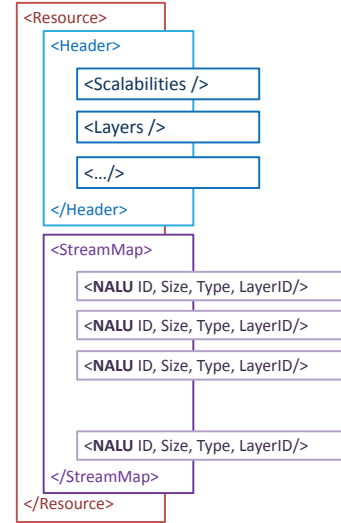 <Resource>
<Header>
<Scalabilities />
<Layers />
<.../>
</Header>
<StreamMap>
<NALU ID, Size, Type, LayerID/>
<NALU ID, Size, Type, LayerID/>
<NALU ID, Size, Type, LayerID/>
<NALU ID, Size, Type, LayerID/>
</StreamMap>
</Resource>